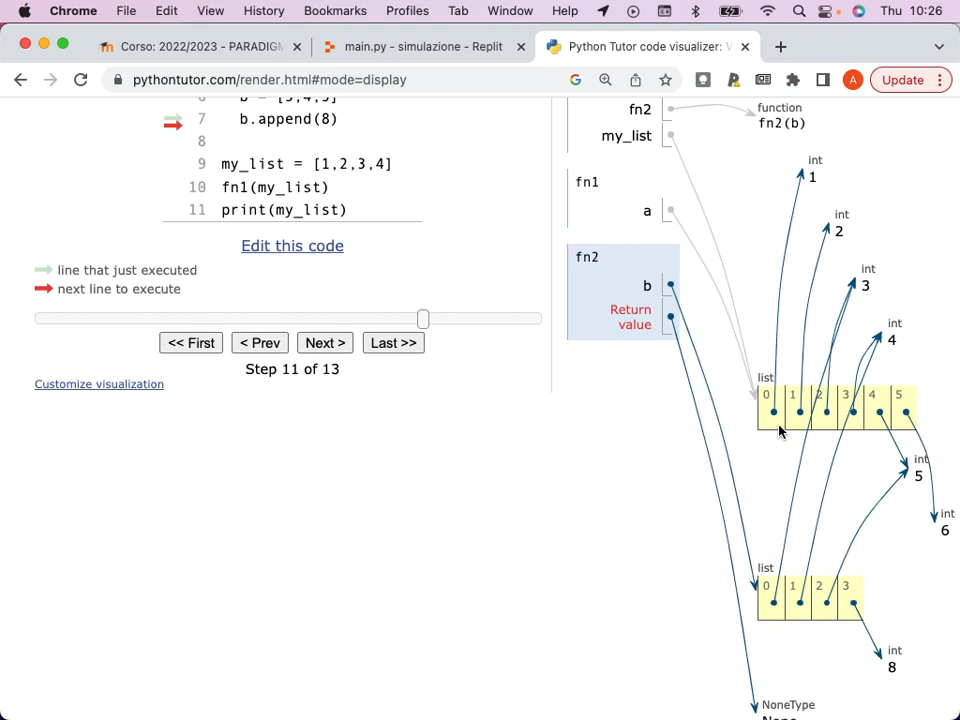 Chrome File Edit View History Bookmarks Profiles Tab Window Help Thu 10:26
Corso: 2022/2023 - PARADIGM
main.py - simulazione - Replit
Python Tutor code visualizer: V
pythontutor.com/render.html#mode=display
A
Update
7 b.append(8)
8
9 my_list = [1,2,3,4]
10 fn1(my_list)
11 print(my_list)
Edit this code
line that just executed
next line to execute
<< First
< Prev
Next >
Last >>
Step 11 of 13
Customize visualization
fn2
my_list
function
fn2(b)
fn1
a
fn2
b
Return
value
int
1
int
2
int
3
int
4
list
0 1 2 3 4 5
int
5
int
6
list
0 1 2 3
int
8
NoneType
None